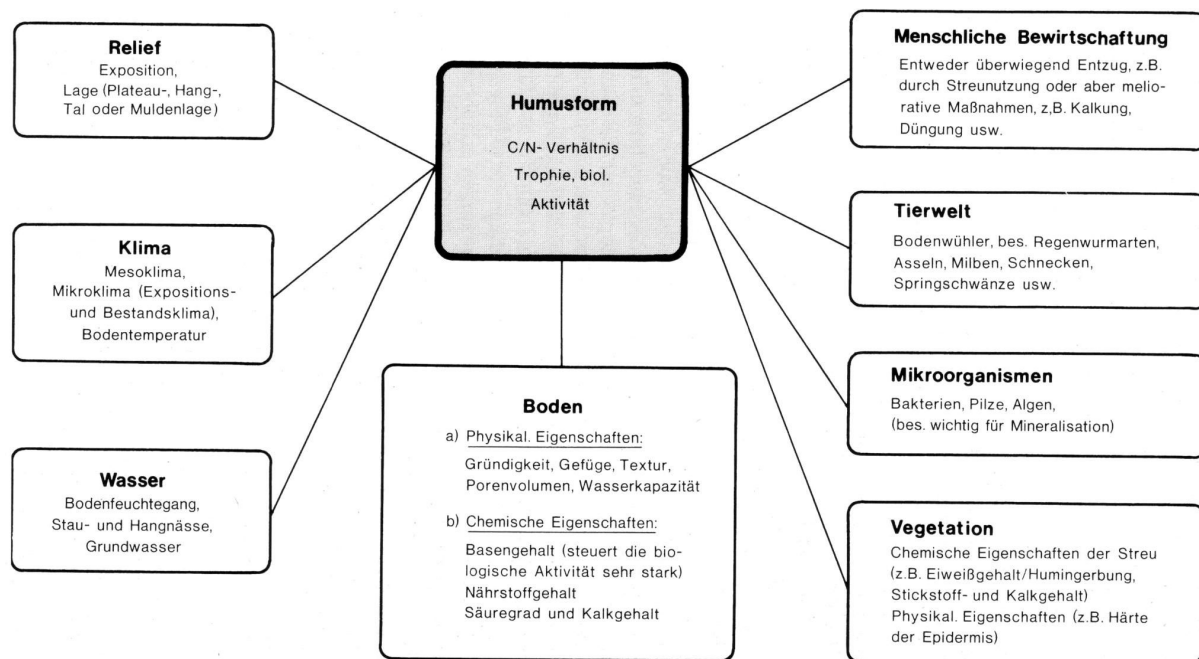 Relief
Exposition,
Lage (Plateau-, Hang-,
Tal oder Muldenlage)
Klima
Mesoklima,
Mikroklima (Expositions-
und Bestandsklima),
Bodentemperatur
Wasser
Bodenfeuchtegang,
Stau- und Hangnässe,
Grundwasser
Humusform
C/N- Verhältnis
Trophie, biol.
Aktivität
Boden
a) Physikal. Eigenschaften:
Gründigkeit, Gefüge, Textur,
Porenvolumen, Wasserkapazität
b) Chemische Eigenschaften:
Basengehalt (steuert die bio-
logische Aktivität sehr stark)
Nährstoffgehalt
Säuregrad und Kalkgehalt
Menschliche Bewirtschaftung
Entweder überwiegend Entzug, z.B.
durch Streunutzung oder aber melio-
rative Maßnahmen, z,B. Kalkung,
Düngung usw.
Tierwelt
Bodenwühler, bes. Regenwurmarten,
Asseln, Milben, Schnecken,
Springschwänze usw.
Mikroorganismen
Bakterien, Pilze, Algen,
(bes. wichtig für Mineralisation)
Vegetation
Chemische Eigenschaften der Streu
(z.B. Eiweißgehalt/Humingerbung,
Stickstoff- und Kalkgehalt)
Physikal. Eigenschaften (z.B. Härte
der Epidermis)